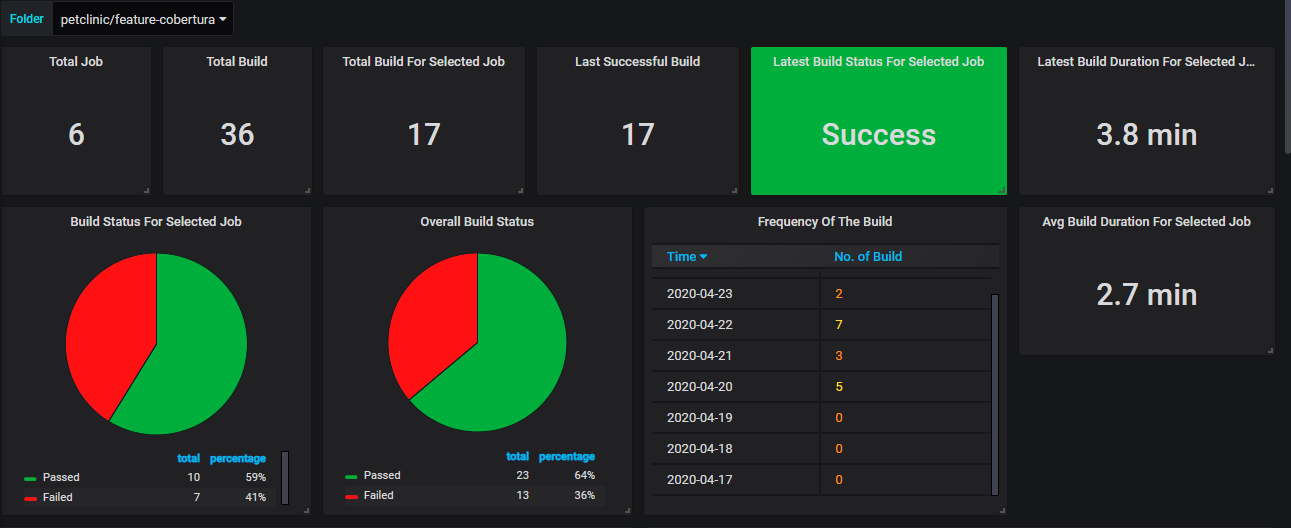 Folder petclinic/feature-cobertura
Total Job
6
Total Build
36
Total Build For Selected Job
17
Last Successful Build
17
Latest Build Status For Selected Job
Success
Latest Build Duration For Selected J...
3.8 min
Build Status For Selected Job
total percentage
Passed 10 59%
Failed 7 41%
Overall Build Status
total percentage
Passed 23 64%
Failed 13 36%
Frequency Of The Build
Time No. of Build
2020-04-23 2
2020-04-22 7
2020-04-21 3
2020-04-20 5
2020-04-19 0
2020-04-18 0
2020-04-17 0
Avg Build Duration For Selected Job
2.7 min